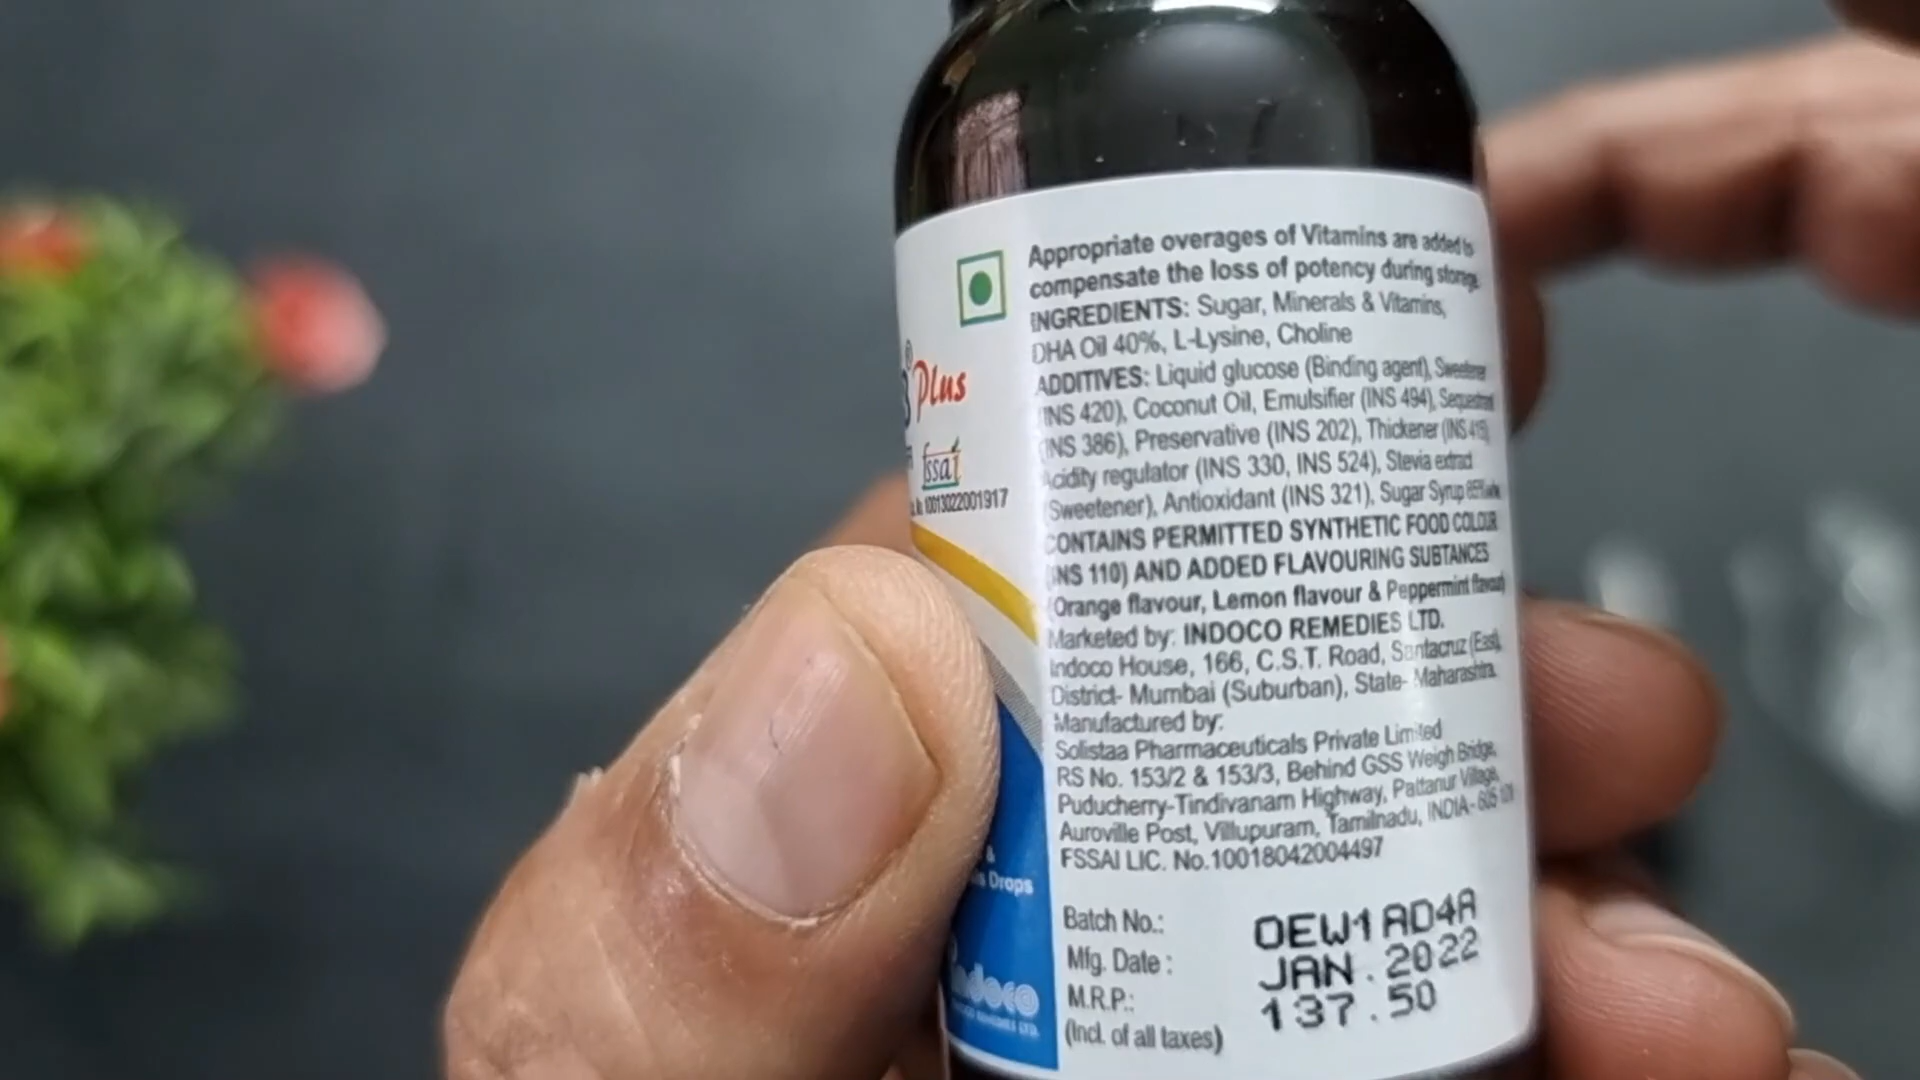 Appropriate overages of Vitamins are added to
compensate the loss of potency during storage.
INGREDIENTS: Sugar, Minerals & Vitamins,
DHA Oil 40%, L-Lysine, Choline
ADDITIVES: Liquid glucose (Binding agent), Sweetener
(INS 420), Coconut Oil, Emulsifier (INS 494), Sequestrant
(INS 386), Preservative (INS 202), Thickener (INS 415)
Acidity regulator (INS 330, INS 524), Stevia extract
(Sweetener), Antioxidant (INS 321), Sugar Syrup
CONTAINS PERMITTED SYNTHETIC FOOD COLOUR
(INS 110) AND ADDED FLAVOURING SUBTANCES
(Orange flavour, Lemon flavour & Peppermint flavour)
Marketed by: INDOCO REMEDIES LTD.
Indoco House, 166, C.S.T. Road, Santacruz (East),
District- Mumbai (Suburban), State- Maharashtra.
Manufactured by:
Solistaa Pharmaceuticals Private Limited
RS No. 153/2 & 153/3, Behind GSS Weigh Bridge,
Puducherry-Tindivanam Highway, Pattanur Village,
Auroville Post, Villupuram, Tamilnadu, INDIA-
FSSAI LIC. No.10018042004497
Batch No.: OEW1AD4A
Mfg. Date : JAN.2022
M.R.P.: 137.50
(Incl. of all taxes)
Plus
fssai
10013022001917
Drops
indoco